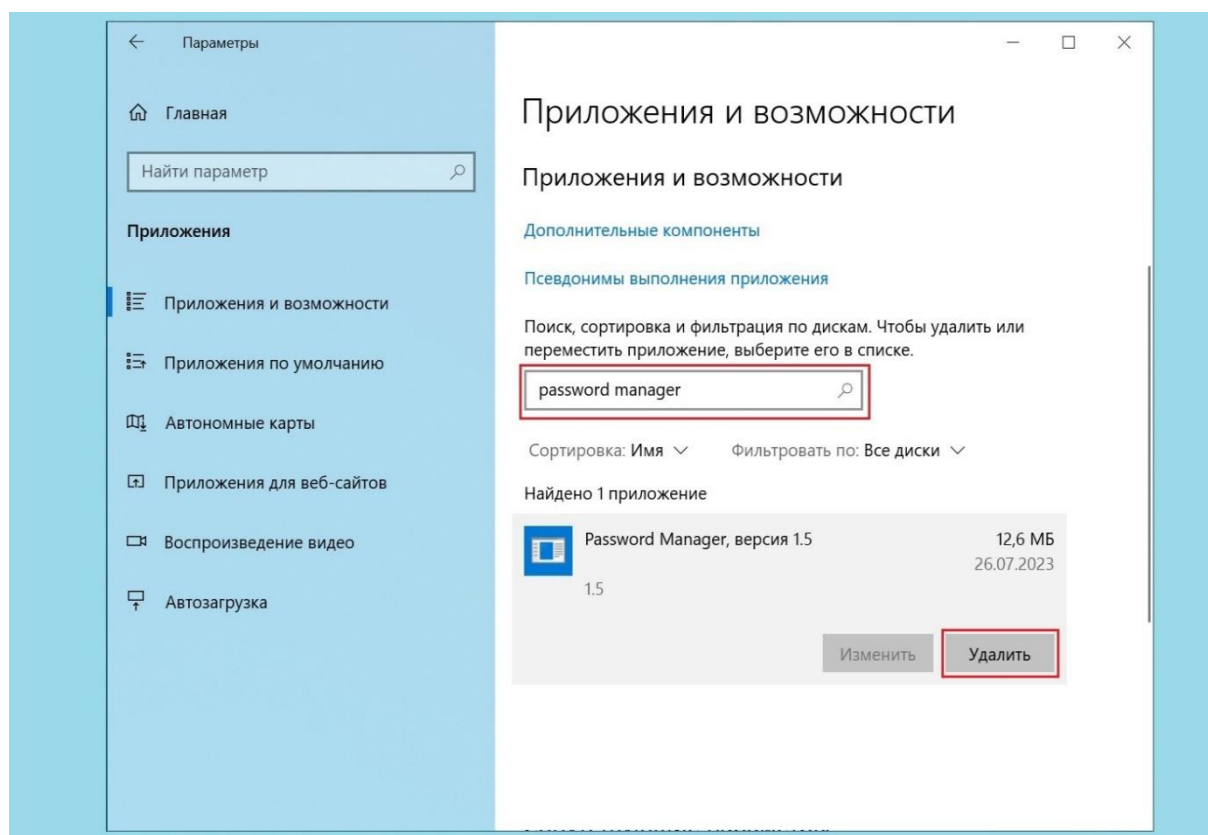 Параметры
Главная
Найти параметр
Приложения
Приложения и возможности
Приложения по умолчанию
Автономные карты
Приложения для веб-сайтов
Воспроизведение видео
Автозагрузка
Приложения и возможности
Приложения и возможности
Дополнительные компоненты
Псевдонимы выполнения приложения
Поиск, сортировка и фильтрация по дискам. Чтобы удалить или
переместить приложение, выберите его в списке.
password manager
Сортировка: Имя Фильтровать по: Все диски
Найдено 1 приложение
Password Manager, версия 1.5 12,6 МБ
26.07.2023
1.5
Изменить Удалить